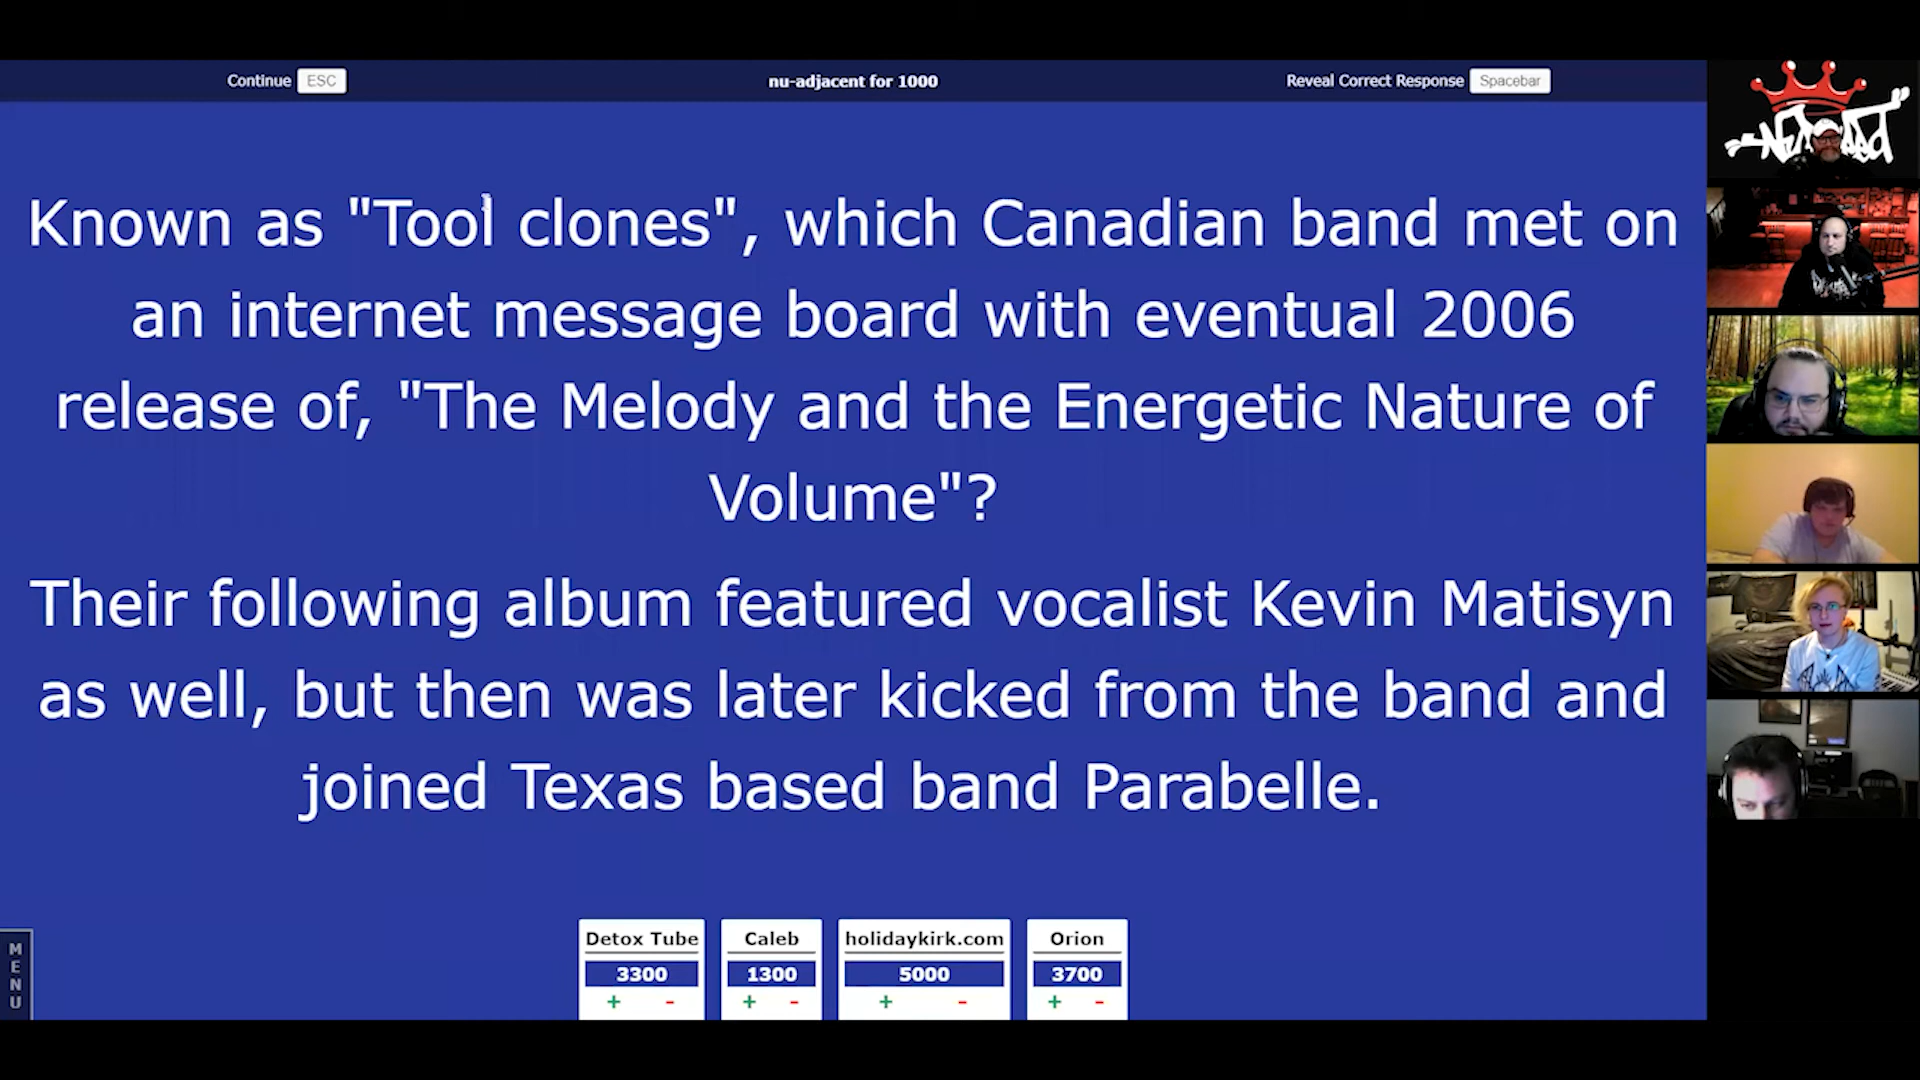 Continue ESC
nu-adjacent for 1000
Reveal Correct Response Spacebar
Known as "Tool clones", which Canadian band met on
an internet message board with eventual 2006
release of, "The Melody and the Energetic Nature of
Volume"?
Their following album featured vocalist Kevin Matisyn
as well, but then was later kicked from the band and
joined Texas based band Parabelle.
MENU
Detox Tube
3300
+ -
Caleb
1300
+ -
holidaykirk.com
5000
+ -
Orion
3700
+ -